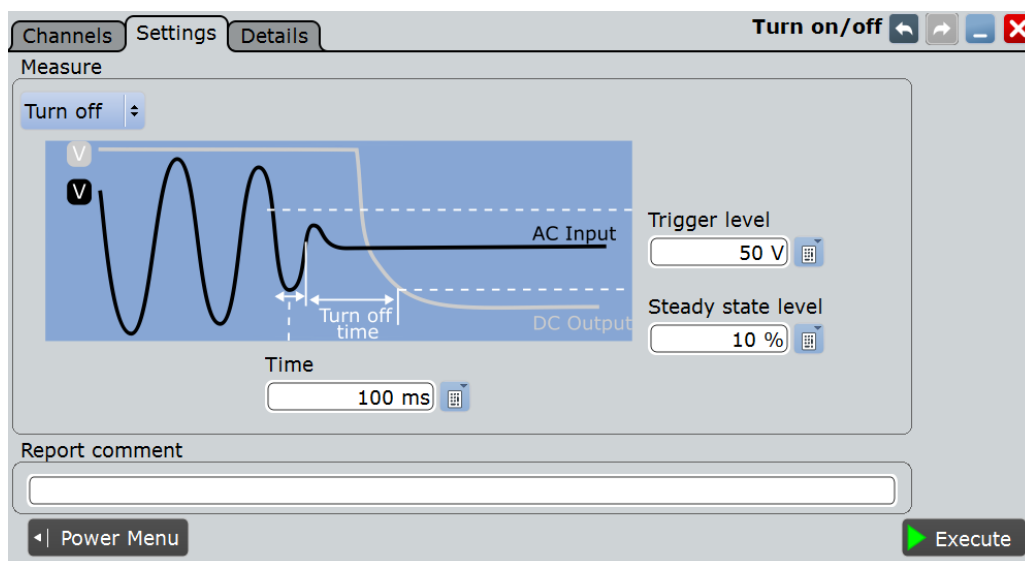 Channels
Settings
Details
Turn on/off
Measure
Turn off
V
V
AC Input
Turn off
time
DC Output
Trigger level
50 V
Steady state level
10 %
Time
100 ms
Report comment
Power Menu
Execute